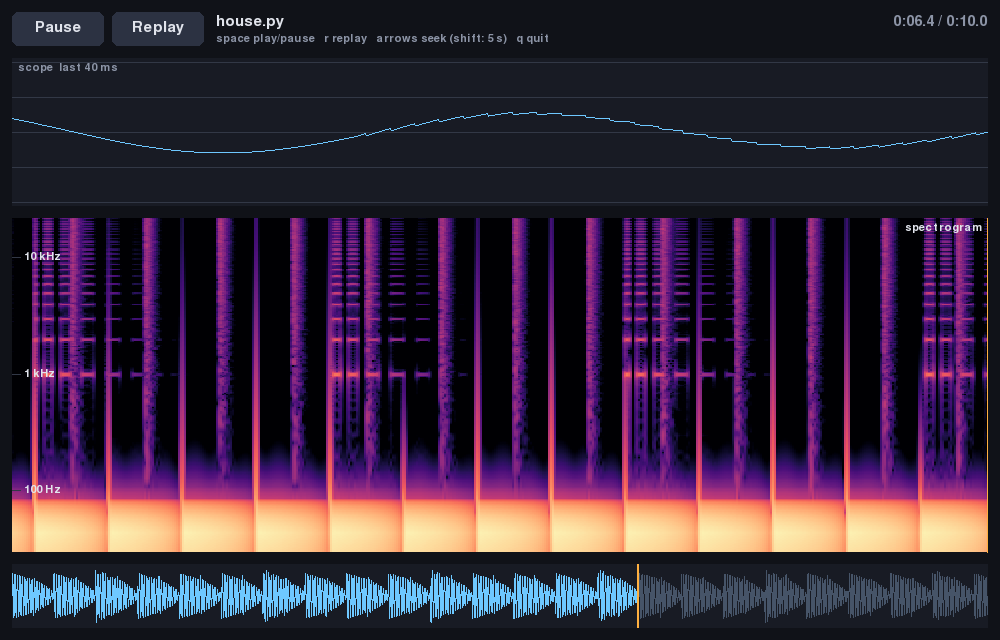 Pause
Replay
house.py
space play/pause   r replay   arrows seek (shift: 5 s)   q quit
0:06.4 / 0:10.0
scope  last 40 ms
spectrogram
10 kHz
1 kHz
100 Hz